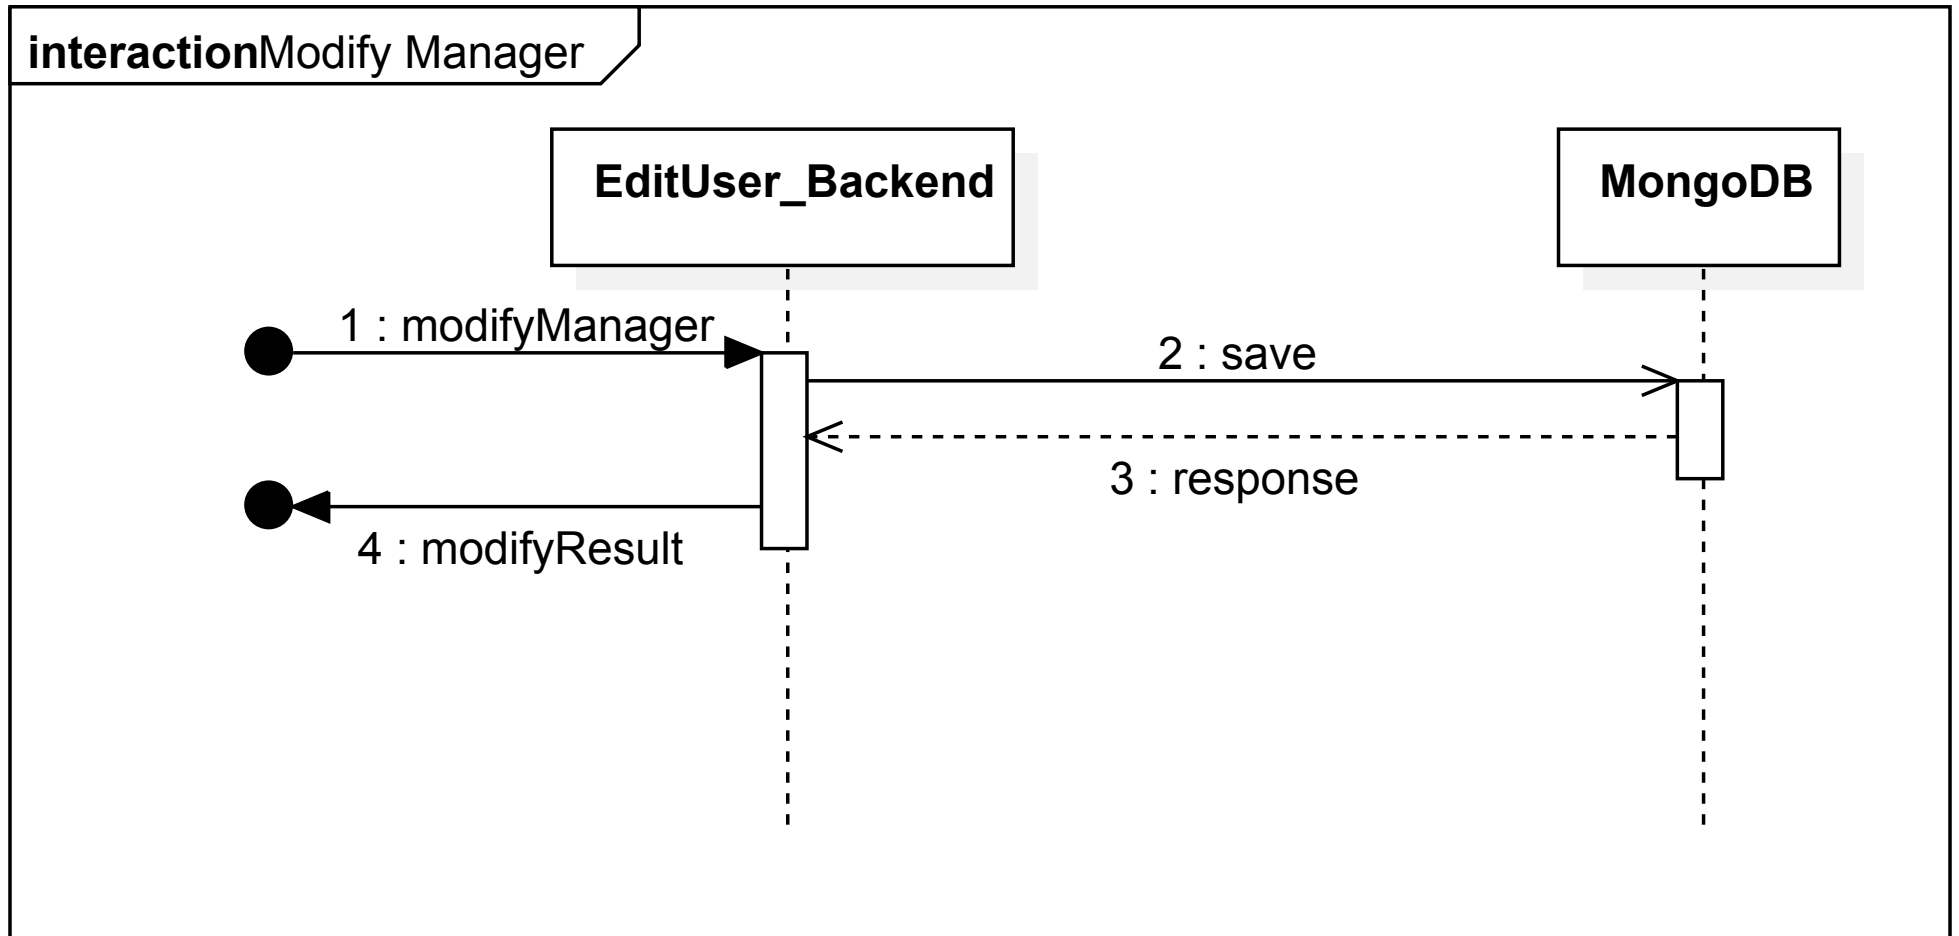 interactionModify Manager
EditUser_Backend
MongoDB
1 : modifyManager
2 : save
3 : response
4 : modifyResult